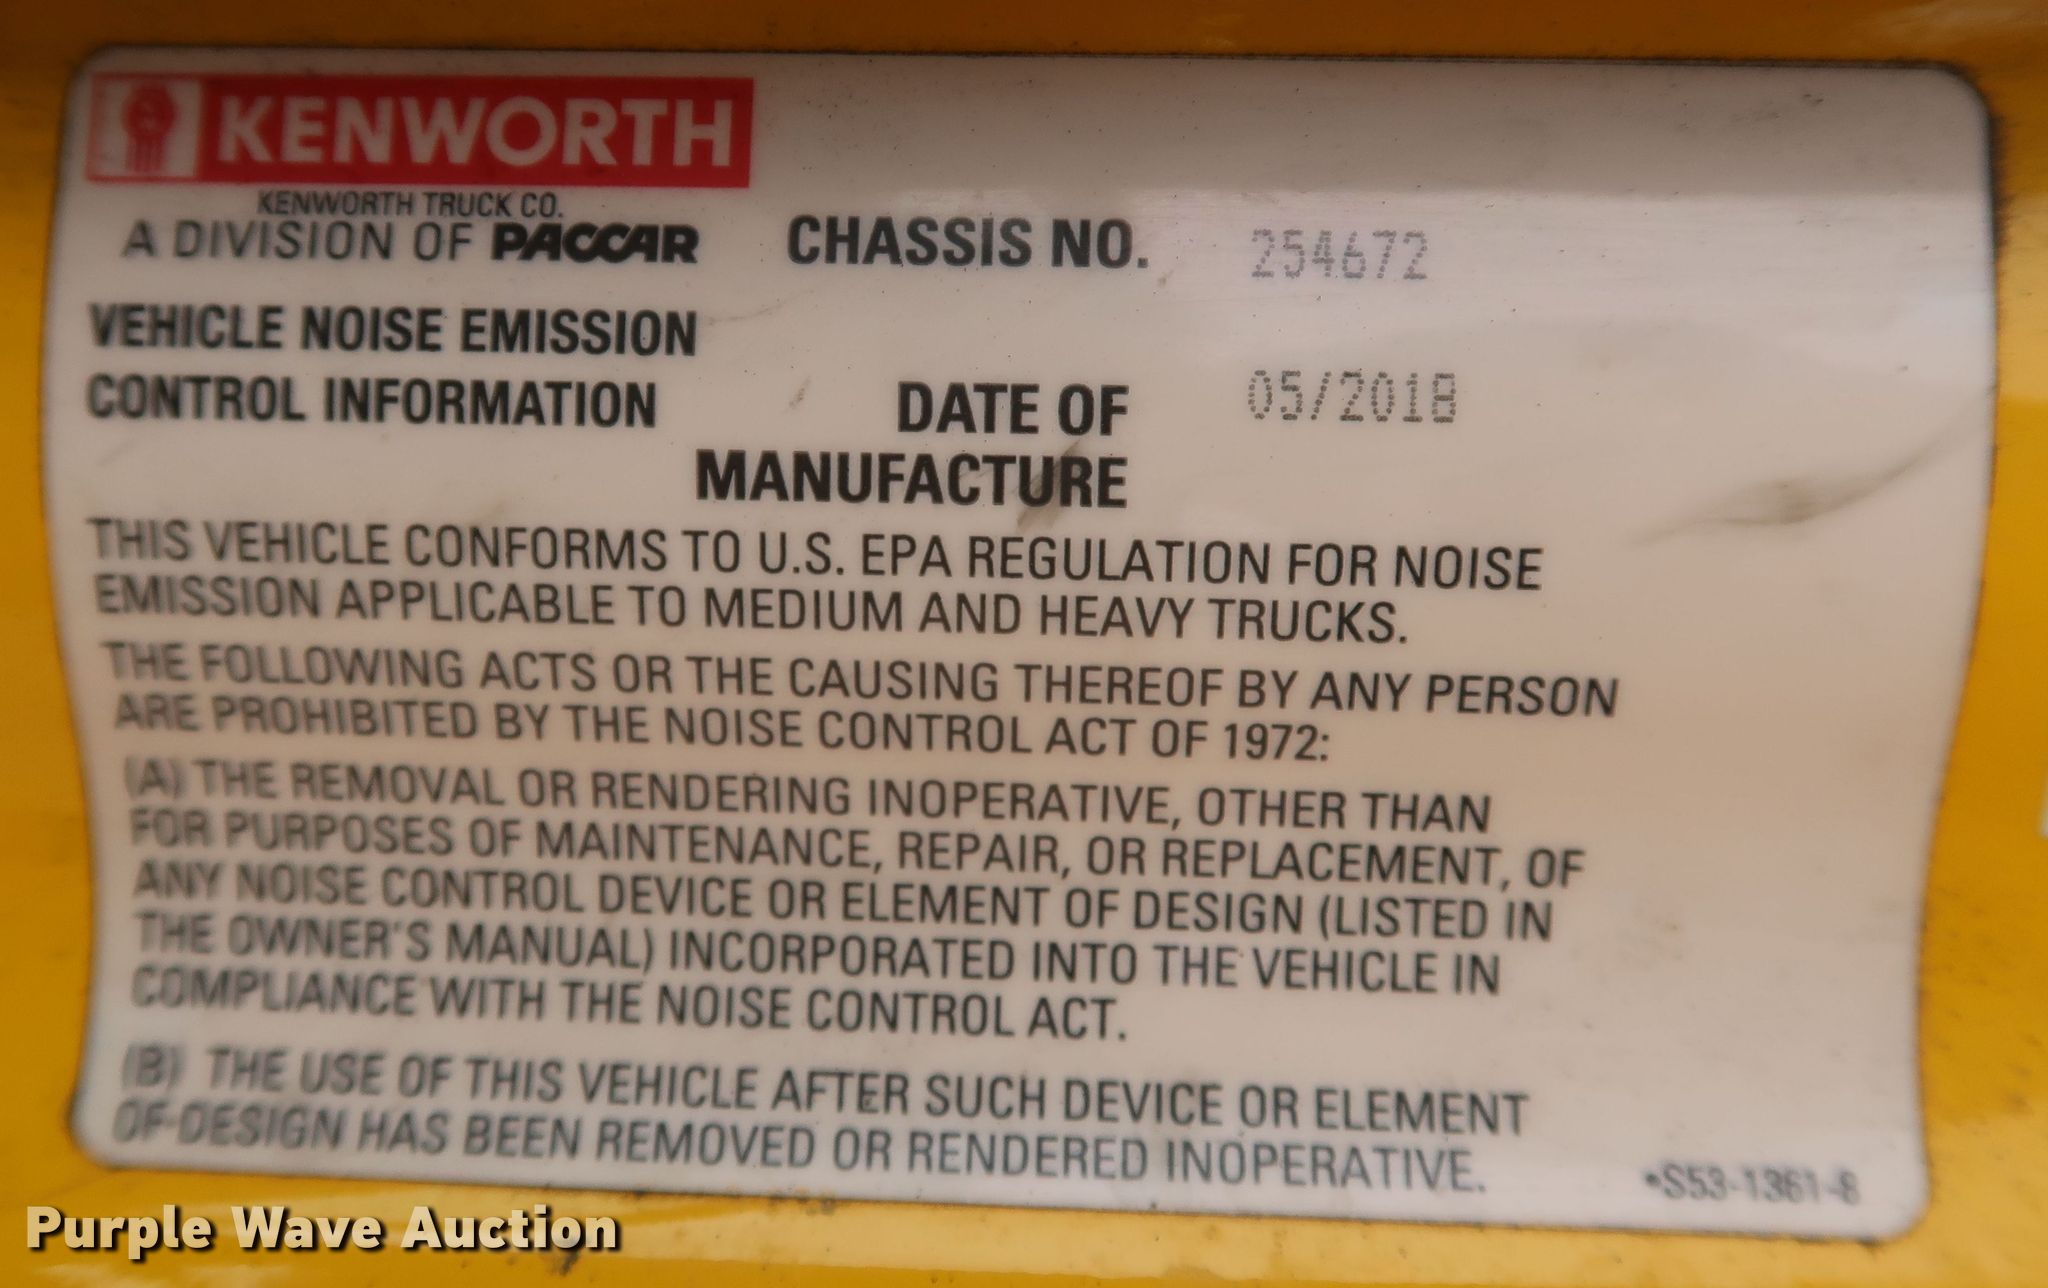 KENWORTH
KENWORTH TRUCK CO.
A DIVISION OF PACCAR
CHASSIS NO. 254672
VEHICLE NOISE EMISSION
CONTROL INFORMATION
DATE OF 05/2018
MANUFACTURE
THIS VEHICLE CONFORMS TO U.S. EPA REGULATION FOR NOISE
EMISSION APPLICABLE TO MEDIUM AND HEAVY TRUCKS.
THE FOLLOWING ACTS OR THE CAUSING THEREOF BY ANY PERSON
ARE PROHIBITED BY THE NOISE CONTROL ACT OF 1972:
(A) THE REMOVAL OR RENDERING INOPERATIVE, OTHER THAN
FOR PURPOSES OF MAINTENANCE, REPAIR, OR REPLACEMENT, OF
ANY NOISE CONTROL DEVICE OR ELEMENT OF DESIGN (LISTED IN
THE OWNER'S MANUAL) INCORPORATED INTO THE VEHICLE IN
COMPLIANCE WITH THE NOISE CONTROL ACT.
(B) THE USE OF THIS VEHICLE AFTER SUCH DEVICE OR ELEMENT
OF DESIGN HAS BEEN REMOVED OR RENDERED INOPERATIVE.
•S53-1361-8
Purple Wave Auction